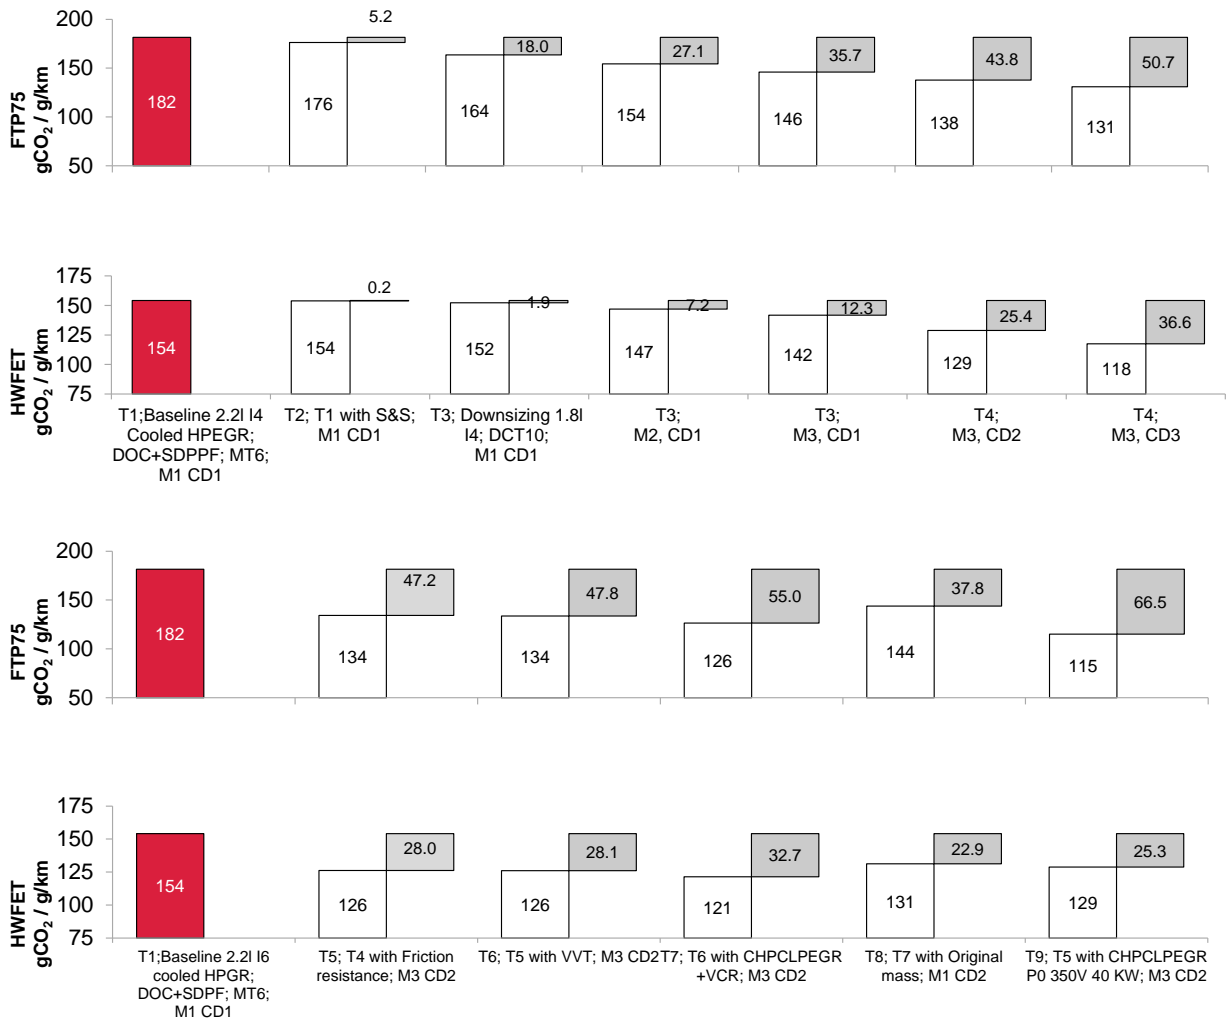 200
150
100
50
FTP75
gCO₂ / g/km
182
176
5.2
164
18.0
154
27.1
146
35.7
138
43.8
131
50.7
175
150
125
100
75
HWFET
gCO₂ / g/km
154
154
0.2
152
1.9
147
7.2
142
12.3
129
25.4
118
36.6
T1;Baseline 2.2l I4
Cooled HPEGR;
DOC+SDPPF; MT6;
M1 CD1
T2; T1 with S&S;
M1 CD1
T3; Downsizing 1.8l
I4; DCT10;
M1 CD1
T3;
M2, CD1
T3;
M3, CD1
T4;
M3, CD2
T4;
M3, CD3
200
150
100
50
FTP75
gCO₂ / g/km
182
134
47.2
134
47.8
126
55.0
144
37.8
115
66.5
175
150
125
100
75
HWFET
gCO₂ / g/km
154
126
28.0
126
28.1
121
32.7
131
22.9
129
25.3
T1;Baseline 2.2l I6
cooled HPGR;
DOC+SDPF; MT6;
M1 CD1
T5; T4 with Friction
resistance; M3 CD2
T6; T5 with VVT; M3 CD2
T7; T6 with CHPCLPEGR
+VCR; M3 CD2
T8; T7 with Original
mass; M1 CD2
T9; T5 with CHPCLPEGR
P0 350V 40 KW; M3 CD2